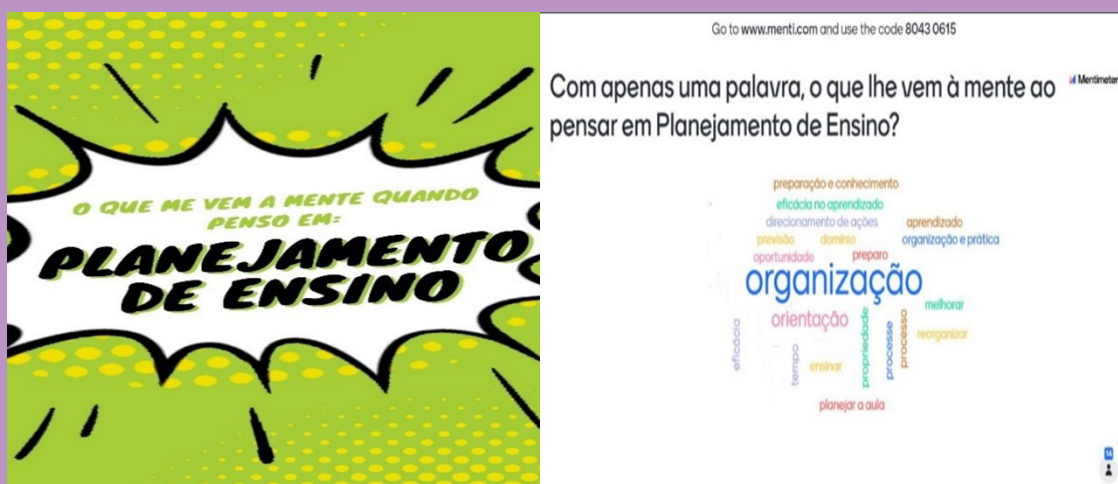 O QUE ME VEM A MENTE QUANDO
PENSO EM:
PLANEJAMENTO
DE ENSINO
Go to www.menti.com and use the code 8043 0615
Mentimeter
Com apenas uma palavra, o que lhe vem à mente ao
pensar em Planejamento de Ensino?
preparação e conhecimento
eficácia no aprendizado
direcionamento de ações
aprendizado
previsão
domínio
organização e prática
oportunidade
preparo
organização
melhorar
orientação
eficácia
tempo
ensinar
propriedade
processe
processo
reorganizar
planejar a aula
14